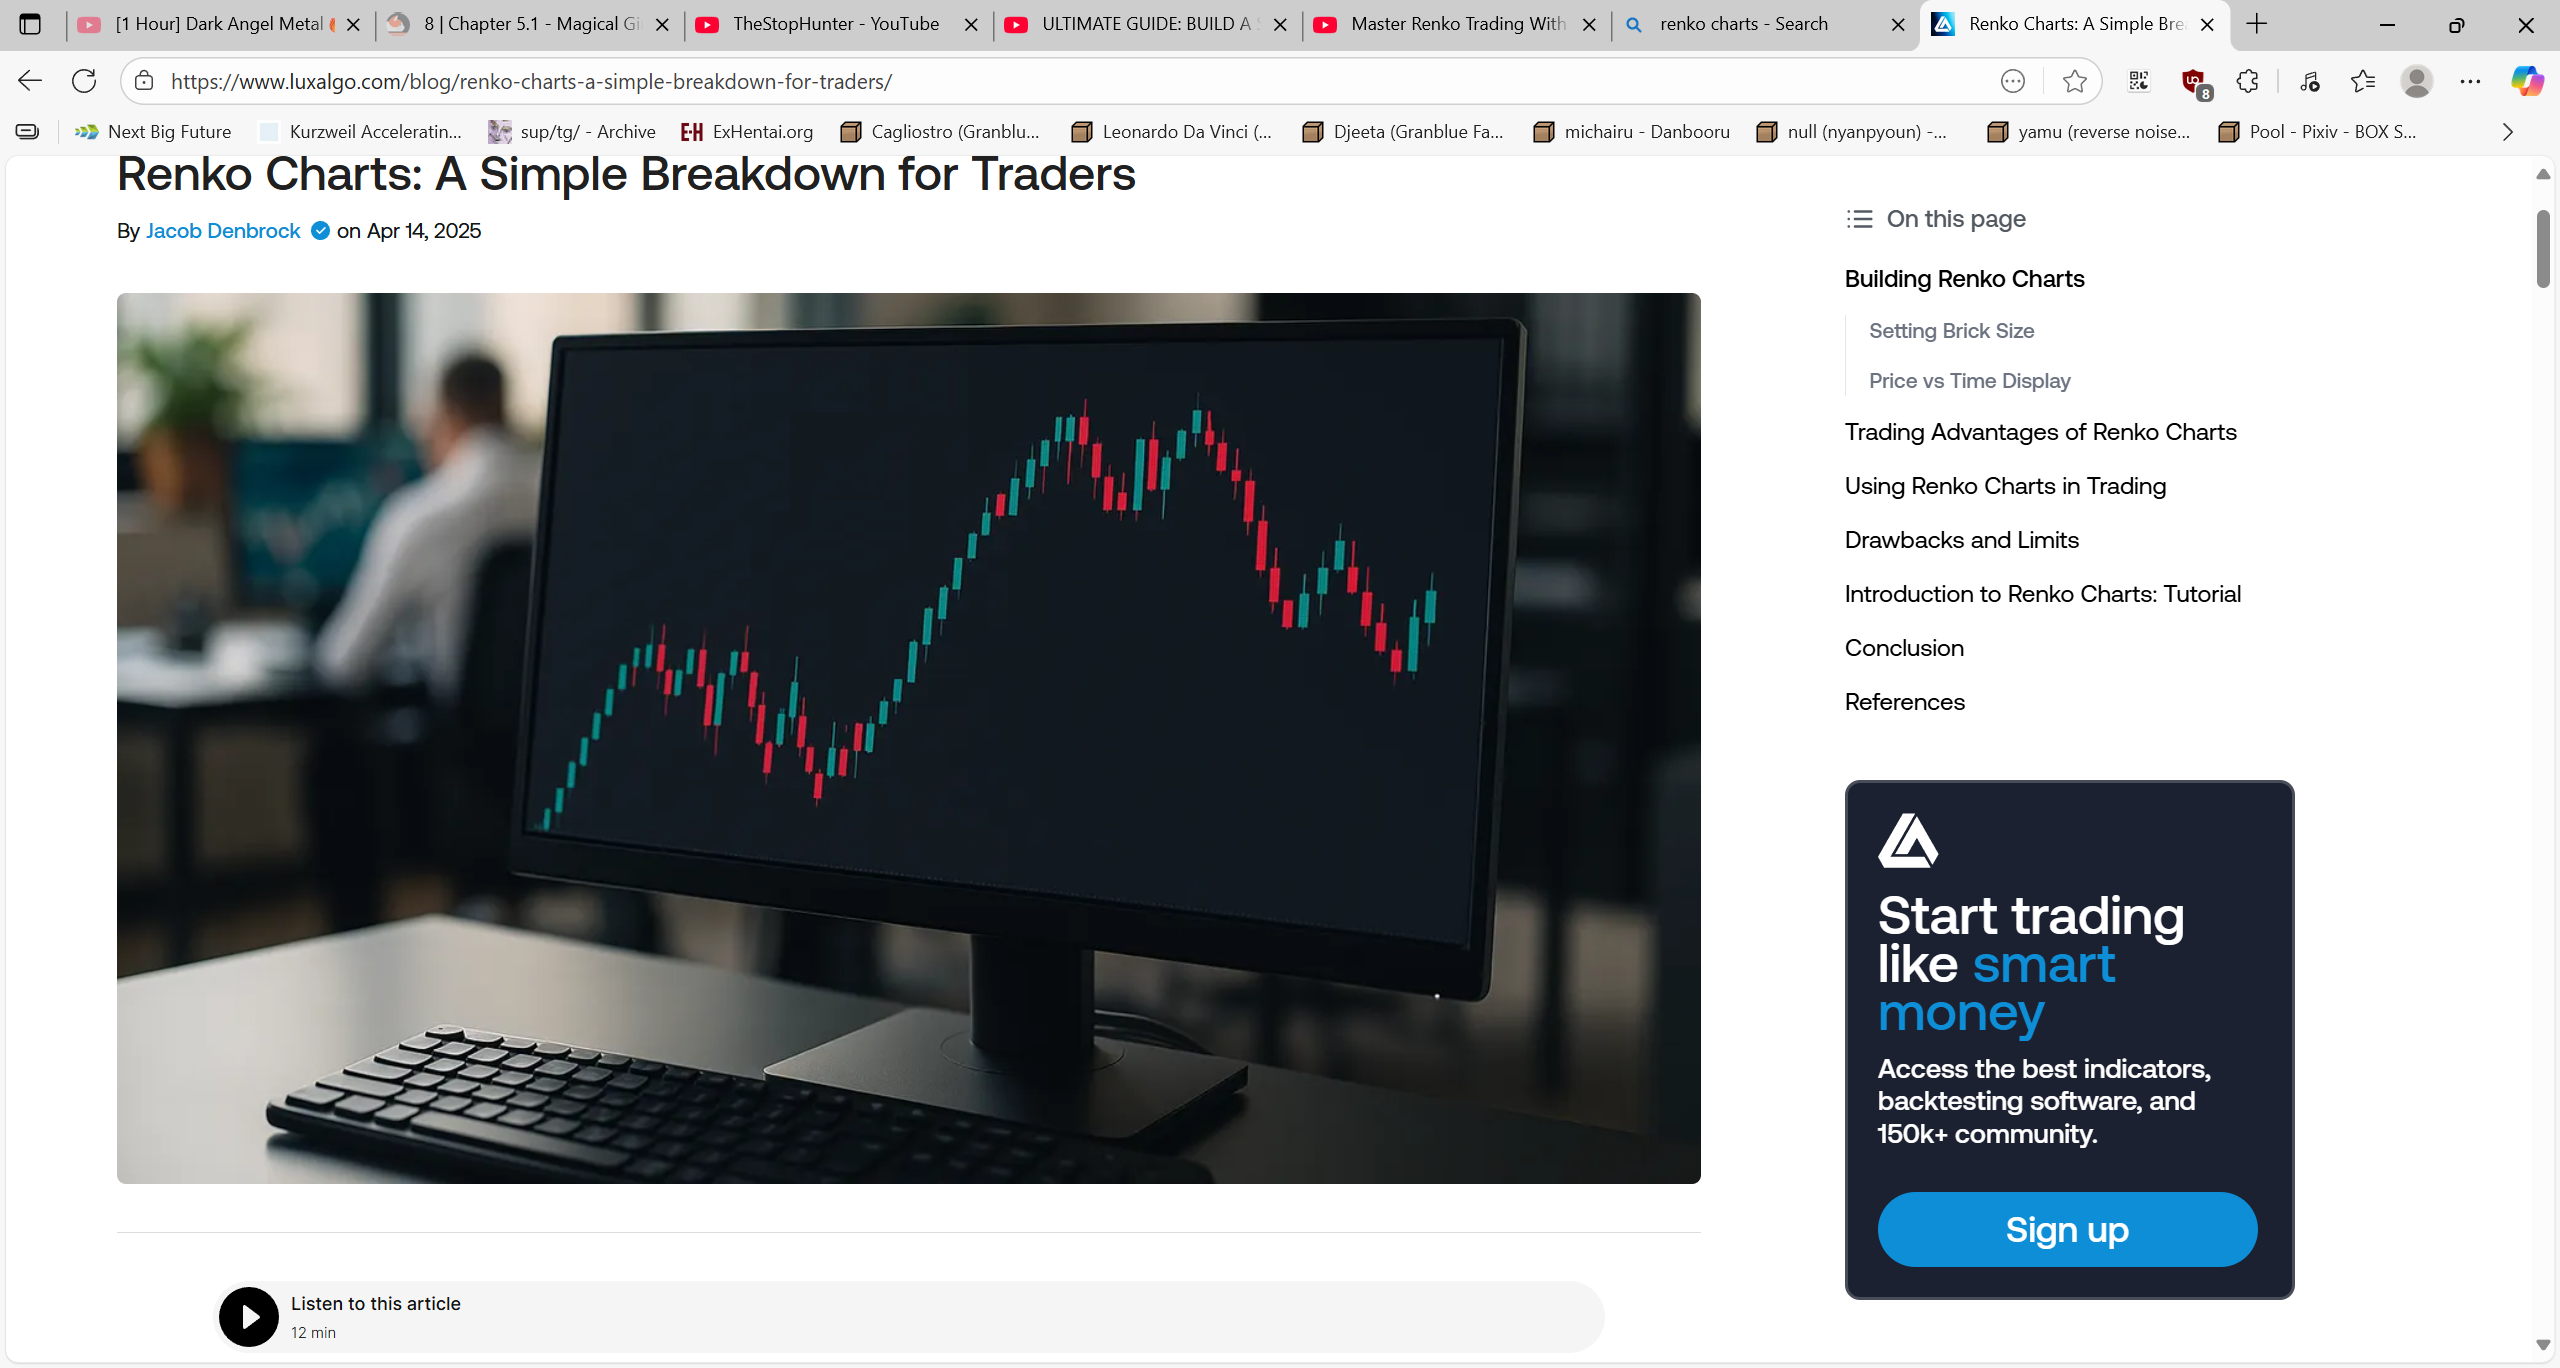 [1 Hour] Dark Angel Metal
8 | Chapter 5.1 - Magical Gi
TheStopHunter - YouTube
ULTIMATE GUIDE: BUILD A S
Master Renko Trading With
renko charts - Search
Renko Charts: A Simple Brea
https://www.luxalgo.com/blog/renko-charts-a-simple-breakdown-for-traders/
8
Next Big Future
Kurzweil Acceleratin...
sup/tg/ - Archive
E-H ExHentai.org
Cagliostro (Granblu...
Leonardo Da Vinci (...
Djeeta (Granblue Fa...
michairu - Danbooru
null (nyanpyoun) -...
yamu (reverse noise...
Pool - Pixiv - BOX S...
Renko Charts: A Simple Breakdown for Traders
By Jacob Denbrock on Apr 14, 2025
On this page
Building Renko Charts
Setting Brick Size
Price vs Time Display
Trading Advantages of Renko Charts
Using Renko Charts in Trading
Drawbacks and Limits
Introduction to Renko Charts: Tutorial
Conclusion
References
Start trading
like smart
money
Access the best indicators,
backtesting software, and
150k+ community.
Sign up
Listen to this article
12 min